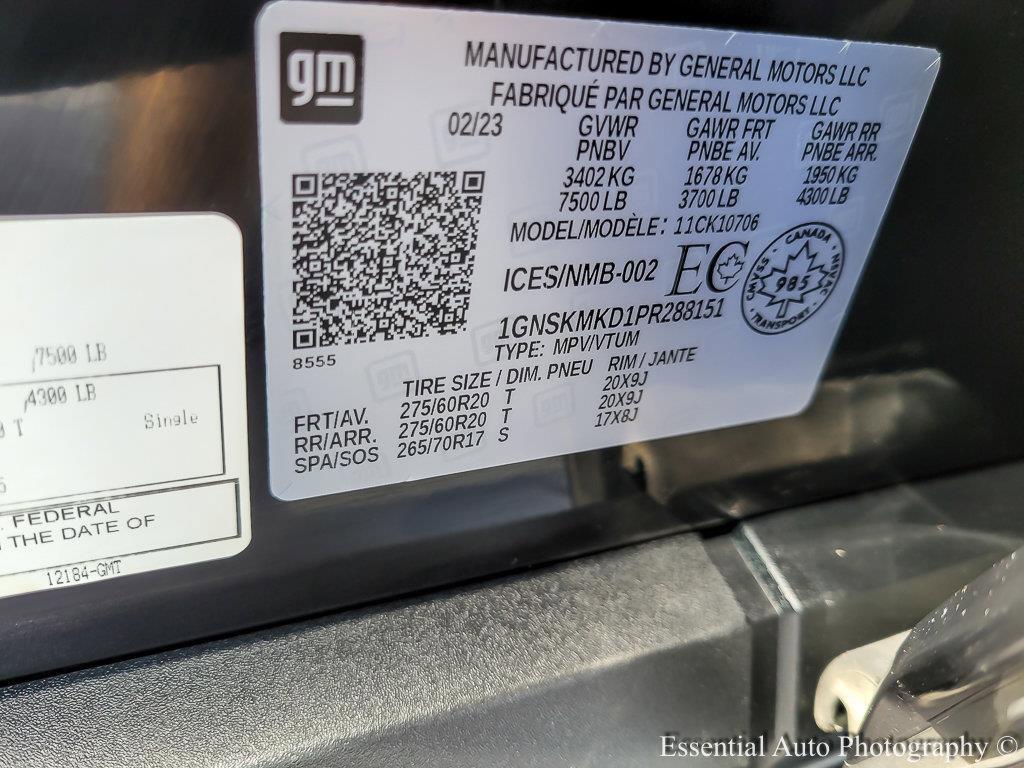 gm
MANUFACTURED BY GENERAL MOTORS LLC
FABRIQUÉ PAR GENERAL MOTORS LLC
02/23 GVWR GAWR FRT GAWR RR
PNBV PNBE AV. PNBE ARR.
3402 KG 1678 KG 1950 KG
7500 LB 3700 LB 4300 LB
MODEL/MODÈLE: 11CK10706
ICES/NMB-002 EC
CANADA
CMVSS NSVAC
985
TRANSPORT
1GNSKMKD1PR288151
TYPE: MPV/VTUM
8555
TIRE SIZE / DIM. PNEU RIM / JANTE
FRT/AV. 275/60R20 T 20X9J
RR/ARR. 275/60R20 T 20X9J
SPA/SOS 265/70R17 S 17X8J
7500 LB
4300 LB
T Single
FEDERAL
THE DATE OF
12184-GMT
Essential Auto Photography ©